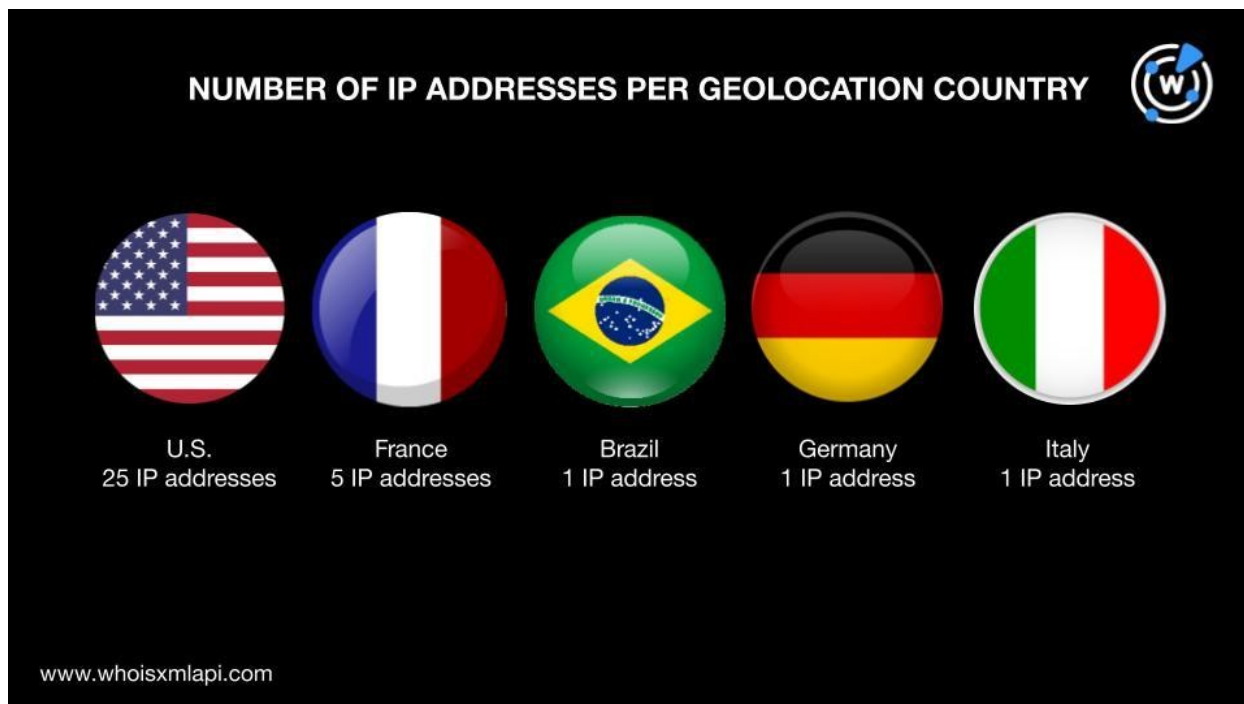 NUMBER OF IP ADDRESSES PER GEOLOCATION COUNTRY
W
U.S.
25 IP addresses
France
5 IP addresses
Brazil
1 IP address
Germany
1 IP address
Italy
1 IP address
www.whoisxmlapi.com